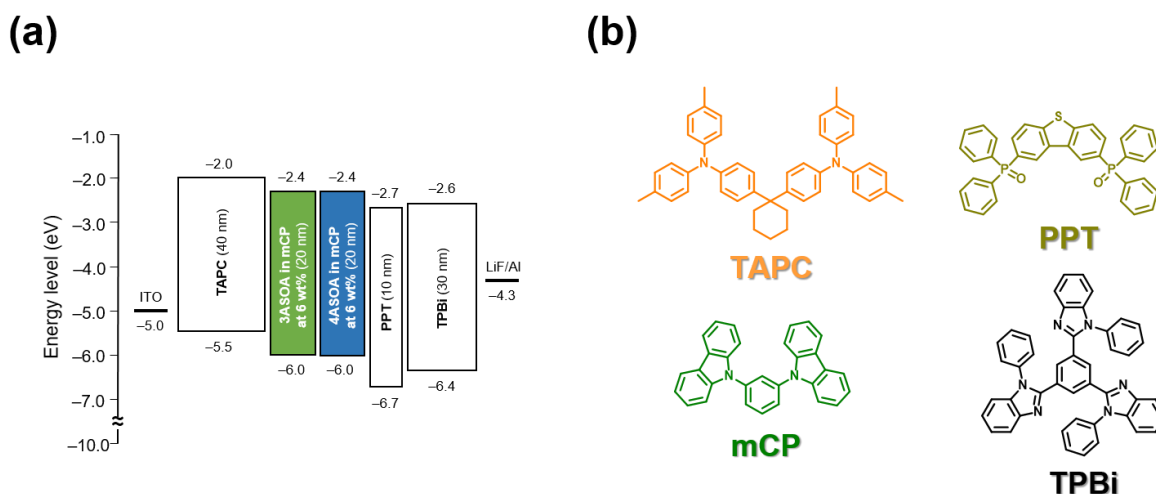 (a)
Energy level (eV)
–1.0
–2.0
–3.0
–4.0
–5.0
–6.0
–7.0
≈
–10.0
ITO
–5.0
–2.0
TAPC (40 nm)
–5.5
–2.4
3ASOA in mCP
at 6 wt% (20 nm)
–6.0
–2.4
4ASOA in mCP
at 6 wt% (20 nm)
–6.0
–2.7
PPT (10 nm)
–6.7
–2.6
TPBi (30 nm)
–6.4
LiF/Al
–4.3
(b)
N
N
TAPC
S
P
O
P
O
PPT
N
N
mCP
N
N
N
N
N
N
TPBi